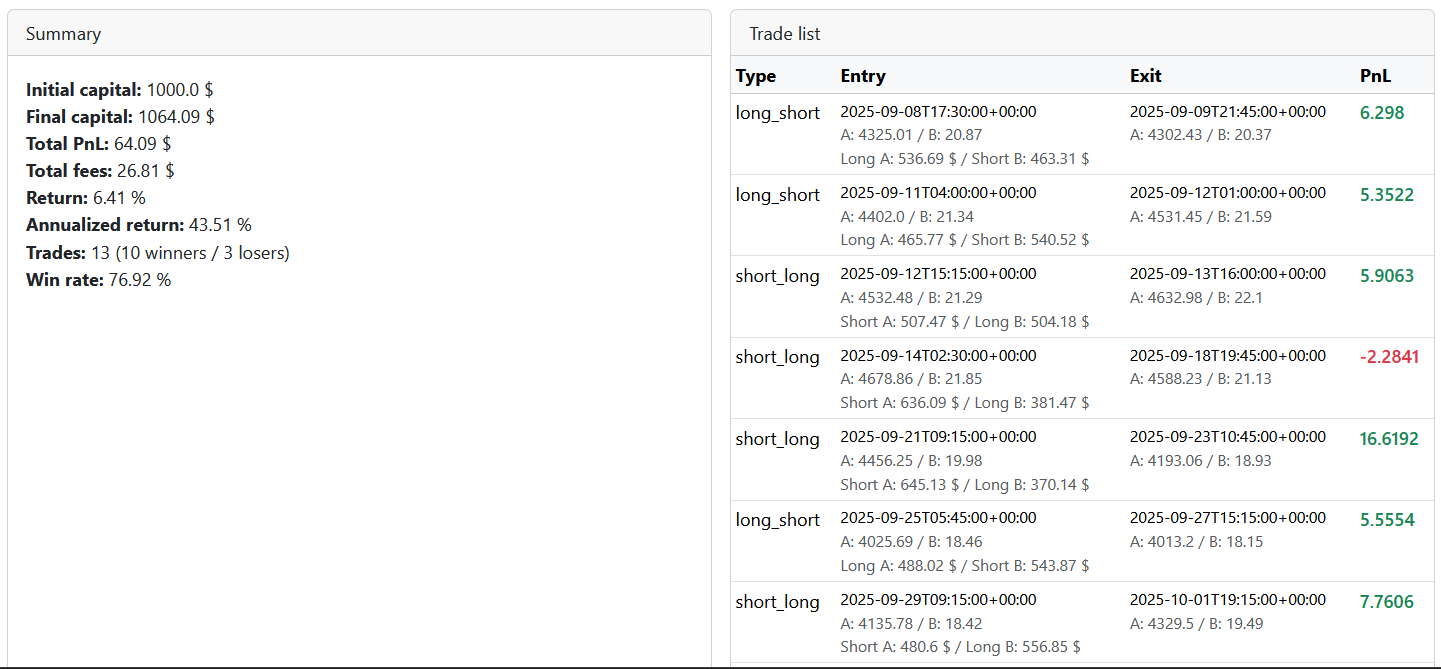 Summary
Initial capital: 1000.0 $
Final capital: 1064.09 $
Total PnL: 64.09 $
Total fees: 26.81 $
Return: 6.41 %
Annualized return: 43.51 %
Trades: 13 (10 winners / 3 losers)
Win rate: 76.92 %
Trade list
Type Entry Exit PnL
long_short 2025-09-08T17:30:00+00:00 2025-09-09T21:45:00+00:00 6.298
A: 4325.01 / B: 20.87 A: 4302.43 / B: 20.37
Long A: 536.69 $ / Short B: 463.31 $
long_short 2025-09-11T04:00:00+00:00 2025-09-12T01:00:00+00:00 5.3522
A: 4402.0 / B: 21.34 A: 4531.45 / B: 21.59
Long A: 465.77 $ / Short B: 540.52 $
short_long 2025-09-12T15:15:00+00:00 2025-09-13T16:00:00+00:00 5.9063
A: 4532.48 / B: 21.29 A: 4632.98 / B: 22.1
Short A: 507.47 $ / Long B: 504.18 $
short_long 2025-09-14T02:30:00+00:00 2025-09-18T19:45:00+00:00 -2.2841
A: 4678.86 / B: 21.85 A: 4588.23 / B: 21.13
Short A: 636.09 $ / Long B: 381.47 $
short_long 2025-09-21T09:15:00+00:00 2025-09-23T10:45:00+00:00 16.6192
A: 4456.25 / B: 19.98 A: 4193.06 / B: 18.93
Short A: 645.13 $ / Long B: 370.14 $
long_short 2025-09-25T05:45:00+00:00 2025-09-27T15:15:00+00:00 5.5554
A: 4025.69 / B: 18.46 A: 4013.2 / B: 18.15
Long A: 488.02 $ / Short B: 543.87 $
short_long 2025-09-29T09:15:00+00:00 2025-10-01T19:15:00+00:00 7.7606
A: 4135.78 / B: 18.42 A: 4329.5 / B: 19.49
Short A: 480.6 $ / Long B: 556.85 $